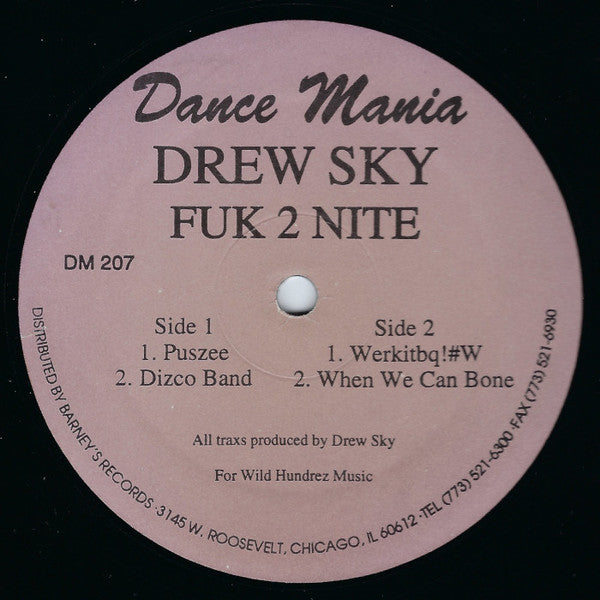 Dance Mania
DREW SKY
FUK 2 NITE
DM 207
Side 1
1. Puszee
2. Dizco Band
Side 2
1. Werkitbq!#W
2. When We Can Bone
All traxs produced by Drew Sky
For Wild Hundrez Music
DISTRIBUTED BY BARNEY'S RECORDS · 3145 W. ROOSEVELT, CHICAGO, IL 60612 · TEL (773) 521-6300 · FAX (773) 521-6930